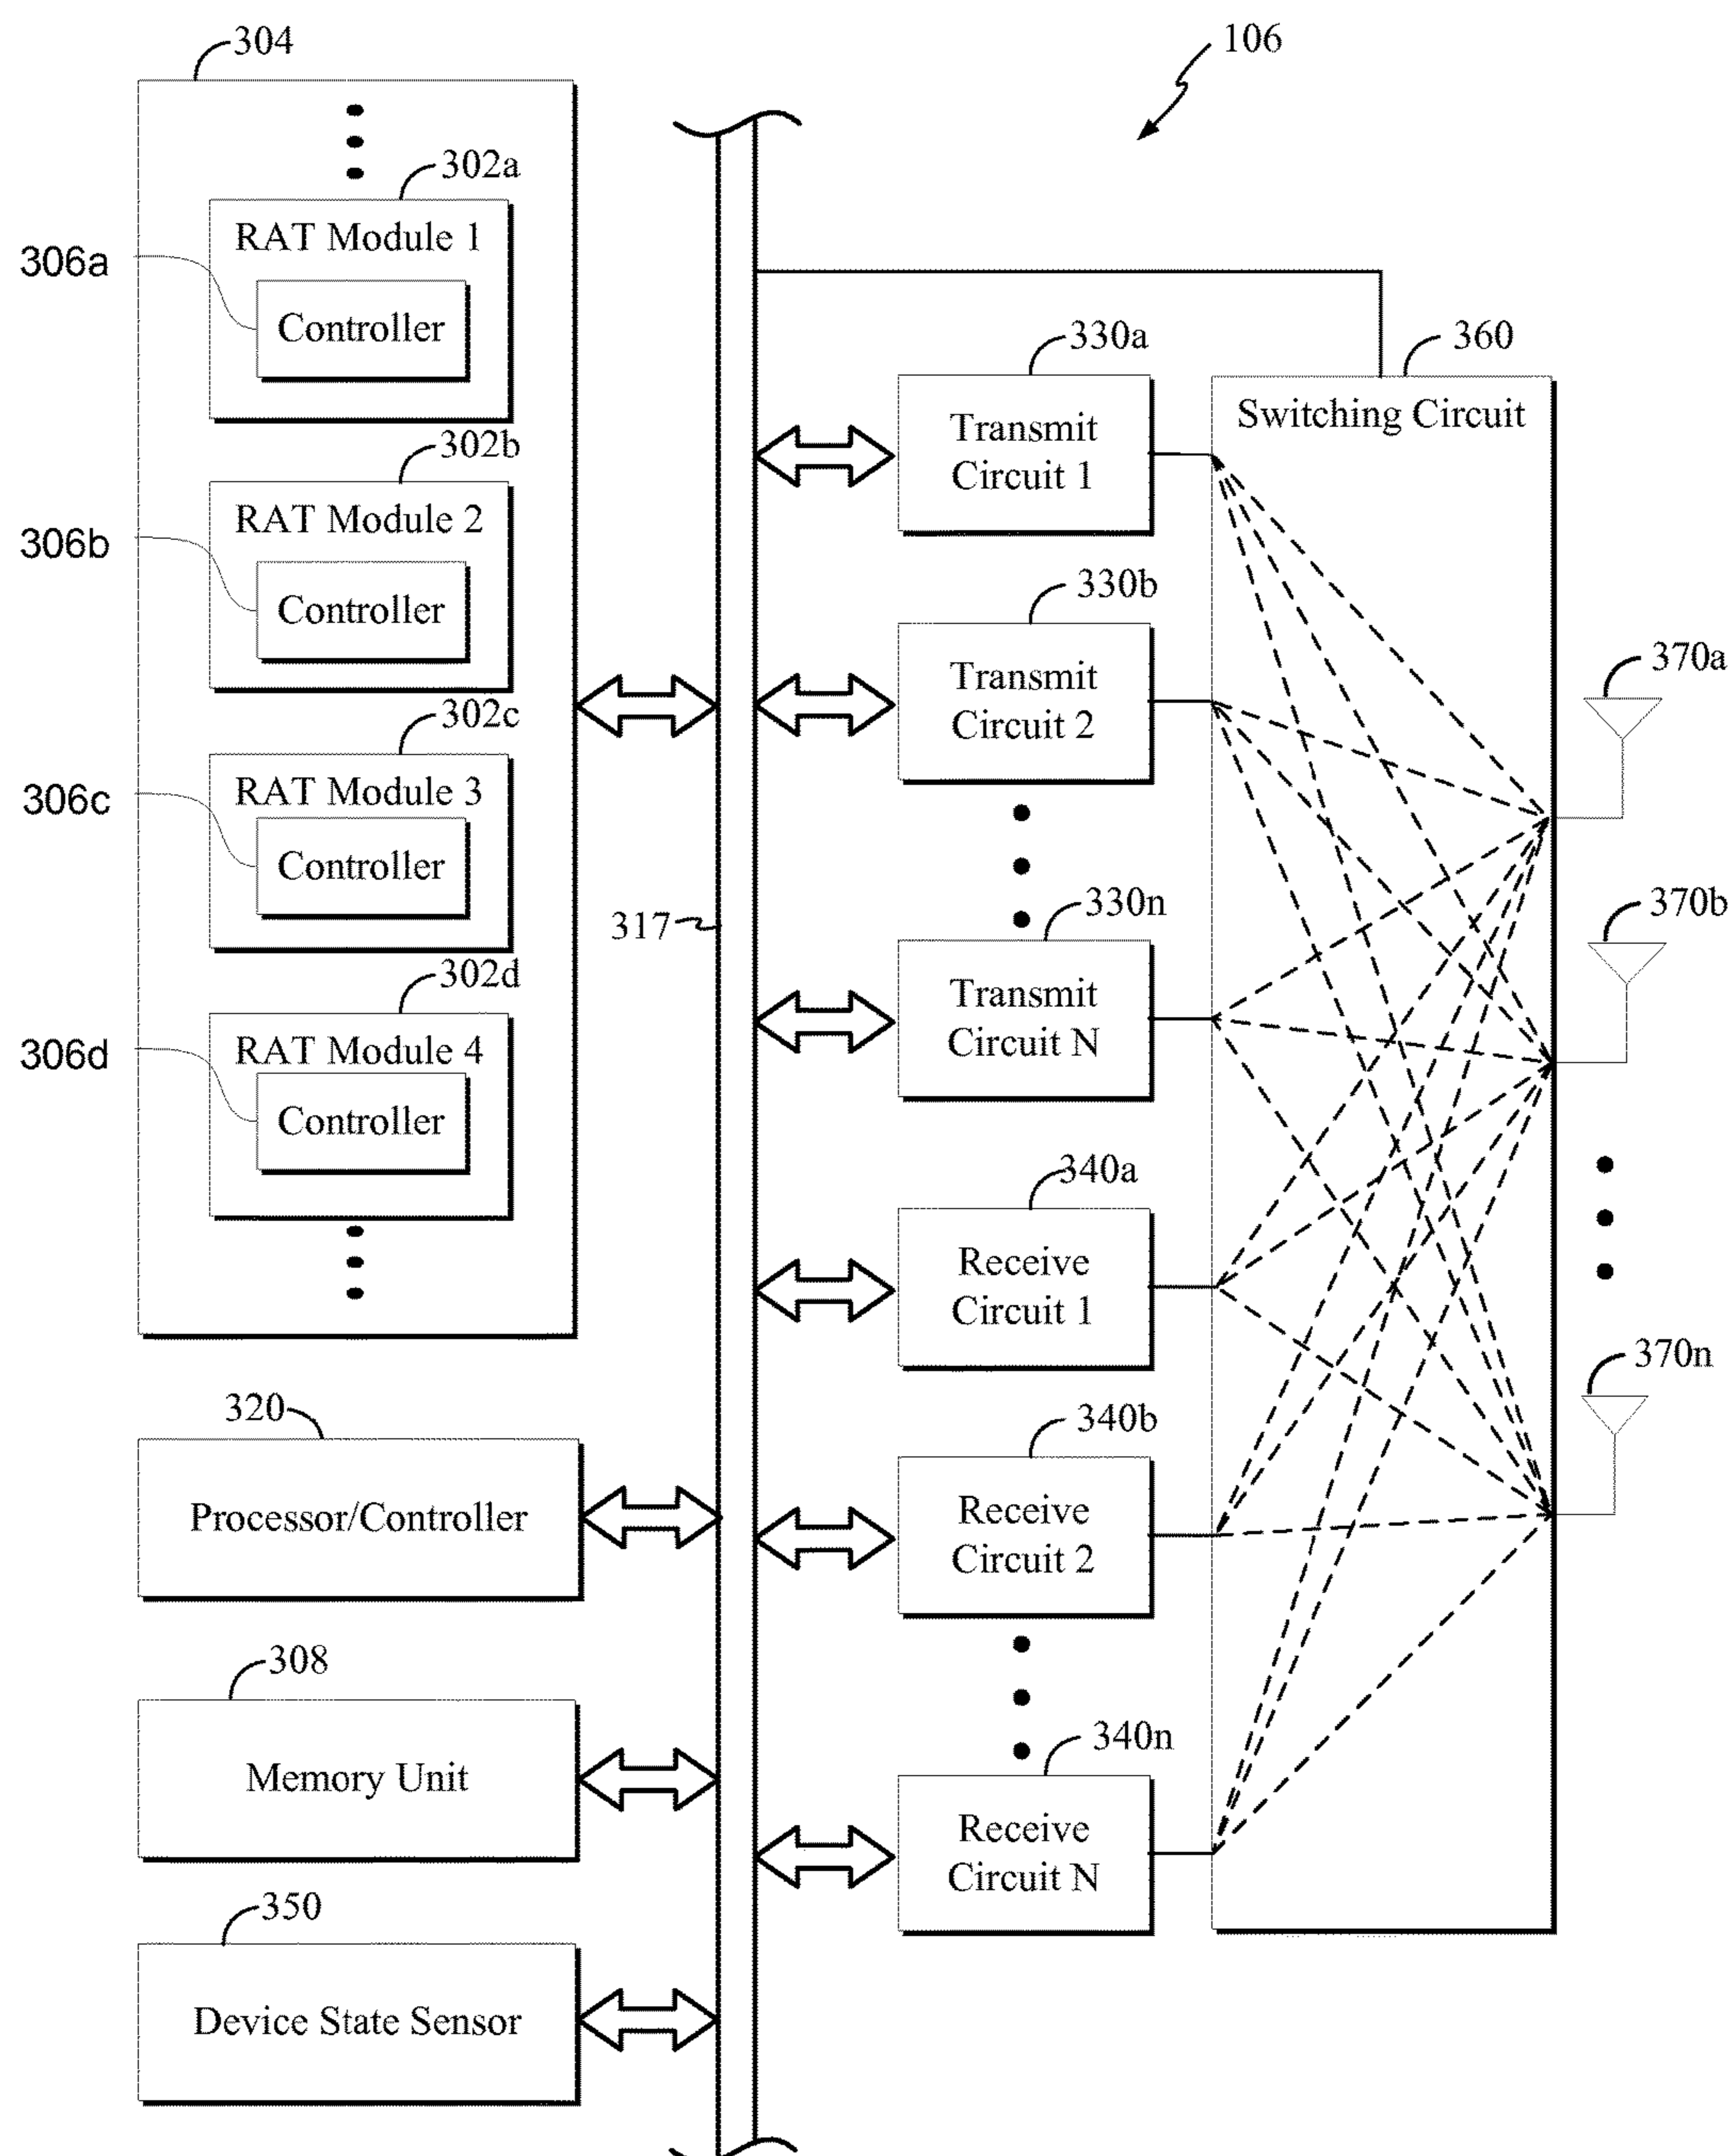 304
106
302a
RAT Module 1
306a
Controller
302b
RAT Module 2
306b
Controller
302c
RAT Module 3
306c
Controller
302d
RAT Module 4
306d
Controller
320
Processor/Controller
308
Memory Unit
350
Device State Sensor
317
330a
Transmit
Circuit 1
330b
Transmit
Circuit 2
330n
Transmit
Circuit N
340a
Receive
Circuit 1
340b
Receive
Circuit 2
340n
Receive
Circuit N
360
Switching Circuit
370a
370b
370n